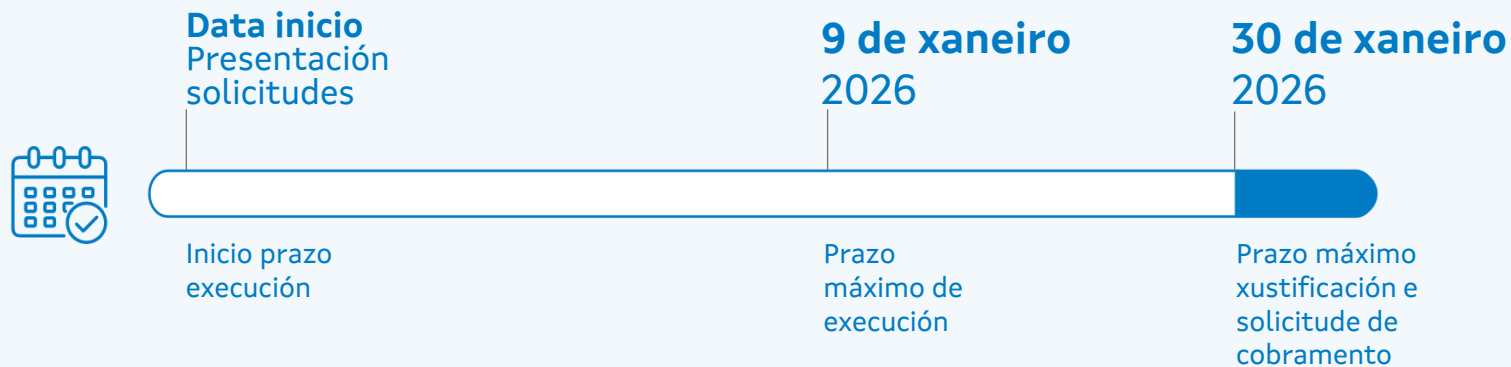 Data inicio
Presentación
solicitudes
9 de xaneiro
2026
30 de xaneiro
2026
Inicio prazo
execución
Prazo
máximo de
execución
Prazo máximo
xustificación e
solicitude de
cobramento